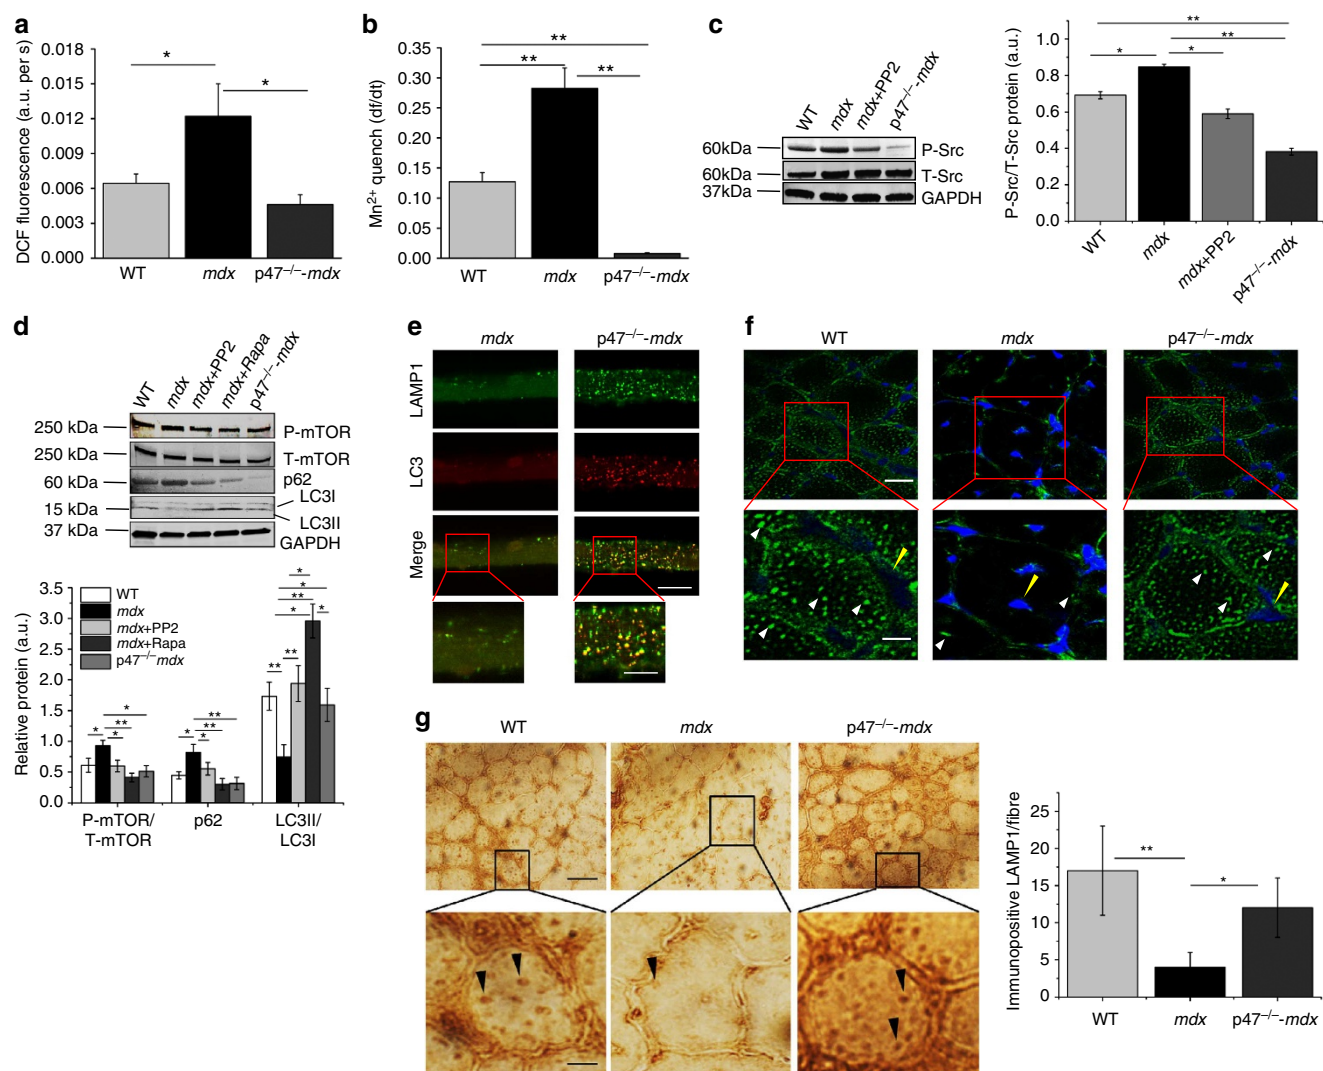 a
DCF fluorescence (a.u. per s)
0.018
0.015
0.012
0.009
0.006
0.003
0.000
*
*
WT
mdx
p47–/–-mdx
b
Mn2+ quench (df/dt)
0.35
0.30
0.25
0.20
0.15
0.10
0.05
0.00
**
**
**
WT
mdx
p47–/–-mdx
c
WT
mdx
mdx+PP2
p47–/–-mdx
60kDa
P-Src
60kDa
T-Src
37kDa
GAPDH
P-Src/T-Src protein (a.u.)
1.0
0.8
0.6
0.4
0.2
0.0
**
**
*
*
WT
mdx
mdx+PP2
p47–/–-mdx
d
WT
mdx
mdx+PP2
mdx+Rapa
p47–/–-mdx
250 kDa
P-mTOR
250 kDa
T-mTOR
60 kDa
p62
LC3I
15 kDa
LC3II
37 kDa
GAPDH
Relative protein (a.u.)
3.5
3.0
2.5
2.0
1.5
1.0
0.5
0.0
WT
mdx
mdx+PP2
mdx+Rapa
p47–/–mdx
*
**
*
*
**
*
**
*
**
**
*
*
**
*
*
P-mTOR/
T-mTOR
p62
LC3II/
LC3I
e
mdx
p47–/–-mdx
LAMP1
LC3
Merge
f
WT
mdx
p47–/–-mdx
g
WT
mdx
p47–/–-mdx
Immunopositive LAMP1/fibre
25
20
15
10
5
0
**
*
WT
mdx
p47–/–-mdx